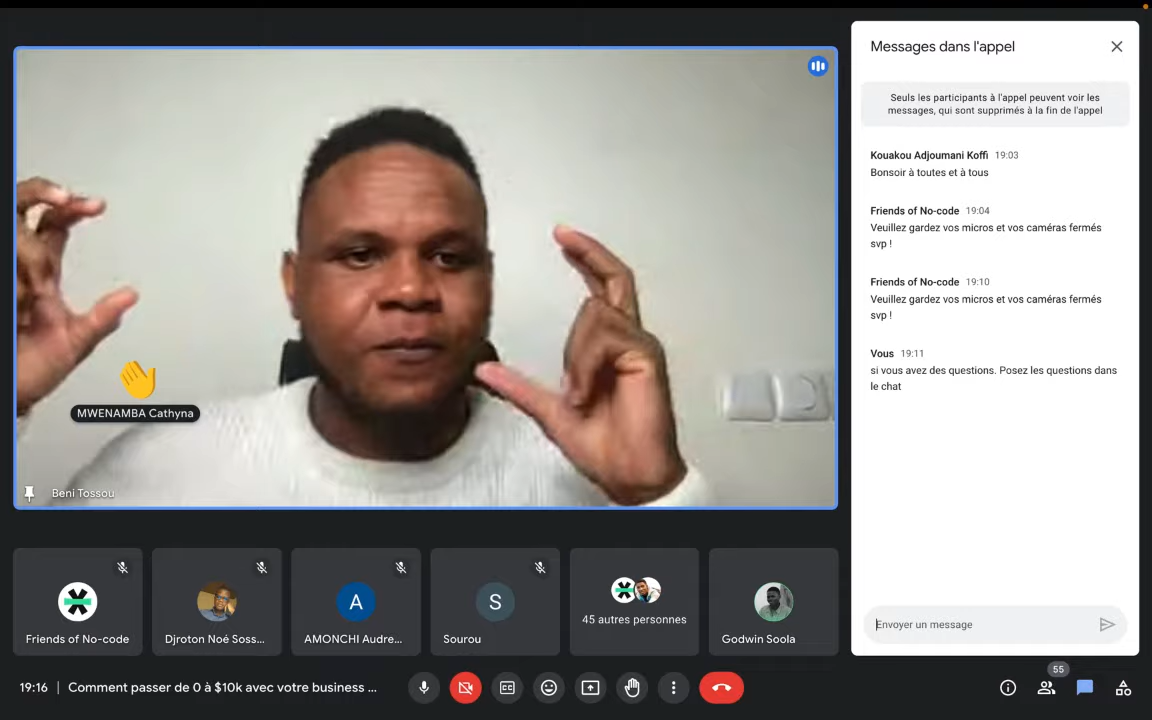 Messages dans l'appel
Seuls les participants à l'appel peuvent voir les
messages, qui sont supprimés à la fin de l'appel
Kouakou Adjoumani Koffi 19:03
Bonsoir à toutes et à tous
Friends of No-code 19:04
Veuillez gardez vos micros et vos caméras fermés
svp !
Friends of No-code 19:10
Veuillez gardez vos micros et vos caméras fermés
svp !
Vous 19:11
si vous avez des questions. Posez les questions dans
le chat
Envoyer un message
MWENAMBA Cathyna
Beni Tossou
Friends of No-code
Djroton Noé Soss...
A
AMONCHI Audre...
S
Sourou
45 autres personnes
Godwin Soola
19:16 | Comment passer de 0 à $10k avec votre business ...
55